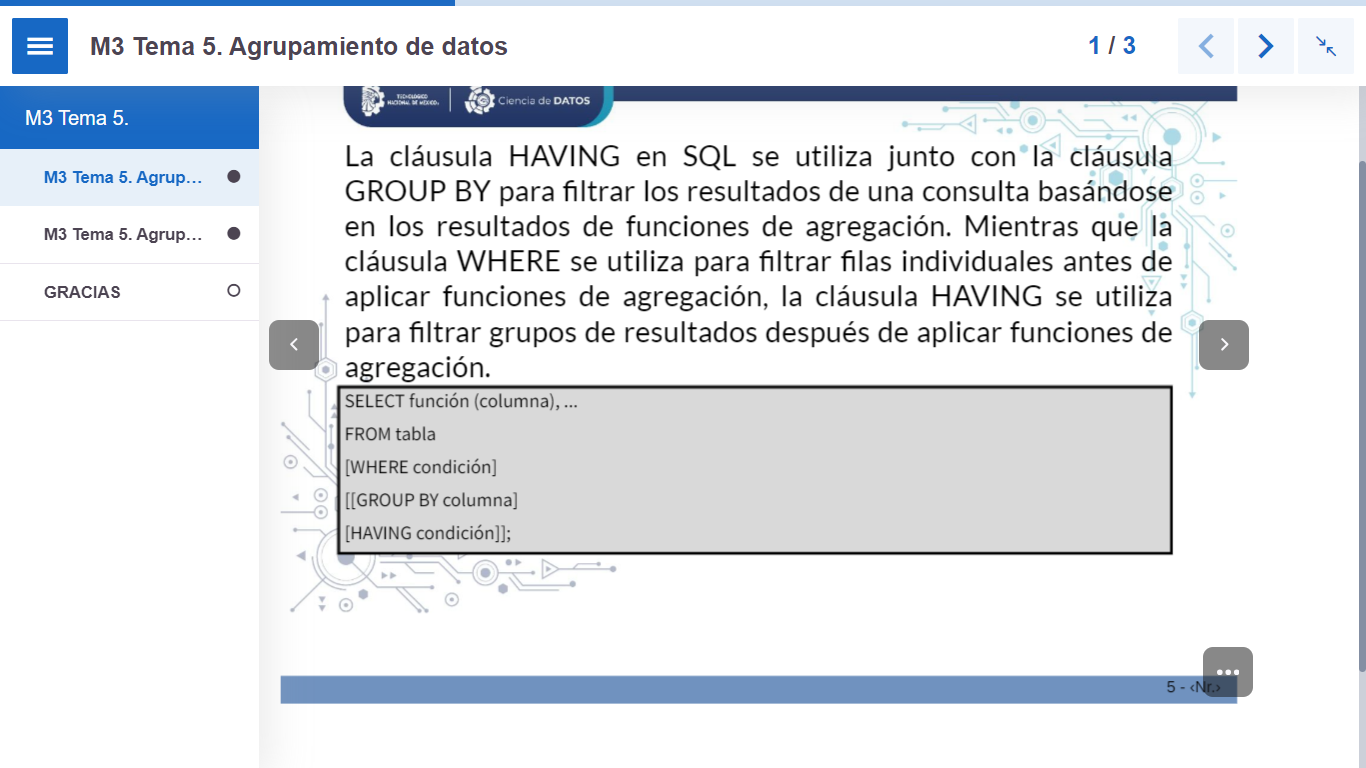 M3 Tema 5. Agrupamiento de datos
1 / 3
M3 Tema 5.
M3 Tema 5. Agrup...
M3 Tema 5. Agrup...
GRACIAS
TECNOLÓGICO
NACIONAL DE MÉXICO
Ciencia de DATOS
La cláusula HAVING en SQL se utiliza junto con la cláusula
GROUP BY para filtrar los resultados de una consulta basándose
en los resultados de funciones de agregación. Mientras que la
cláusula WHERE se utiliza para filtrar filas individuales antes de
aplicar funciones de agregación, la cláusula HAVING se utiliza
para filtrar grupos de resultados después de aplicar funciones de
agregación.
SELECT función (columna), ...
FROM tabla
[WHERE condición]
[[GROUP BY columna]
[HAVING condición]];
5 - ‹Nr.›